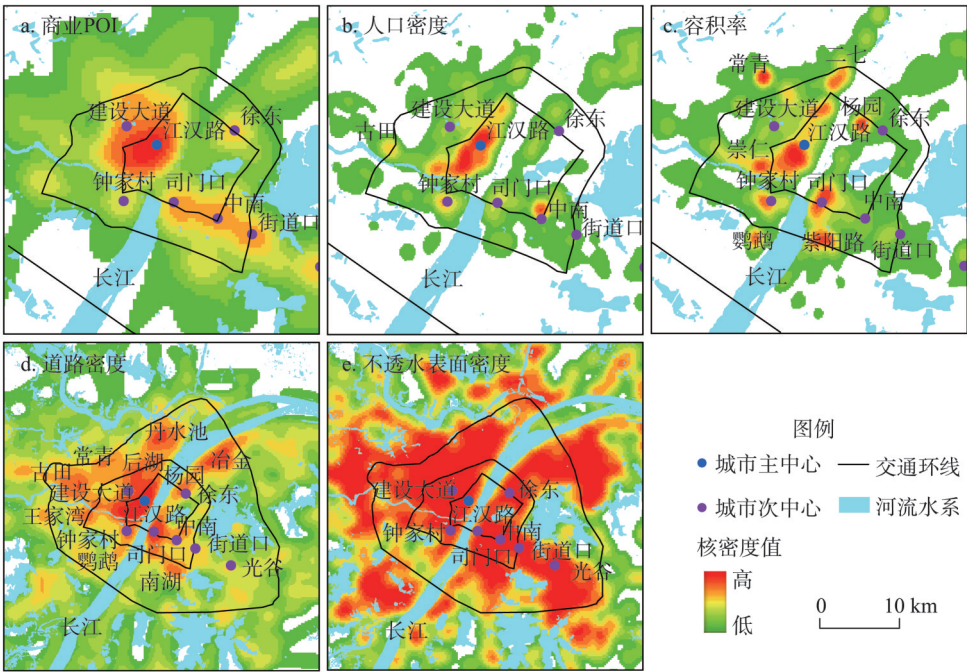 a. 商业POI
建设大道
徐东
江汉路
钟家村
司门口
中南
街道口
长江
b. 人口密度
建设大道
江汉路
徐东
古田
钟家村
司门口
中南
街道口
长江
c. 容积率
二七
常青
建设大道
杨园
江汉路
徐东
崇仁
钟家村
司门口
中南
鹦鹉
紫阳路
街道口
长江
d. 道路密度
丹水池
常青
后湖
冶金
古田
杨园
建设大道
徐东
王家湾
江汉路
钟家村
中南
鹦鹉
司门口
街道口
南湖
光谷
长江
e. 不透水表面密度
建设大道
徐东
江汉路
钟家村
中南
司门口
街道口
光谷
长江
图例
城市主中心
交通环线
城市次中心
河流水系
核密度值
高
低
0 10 km